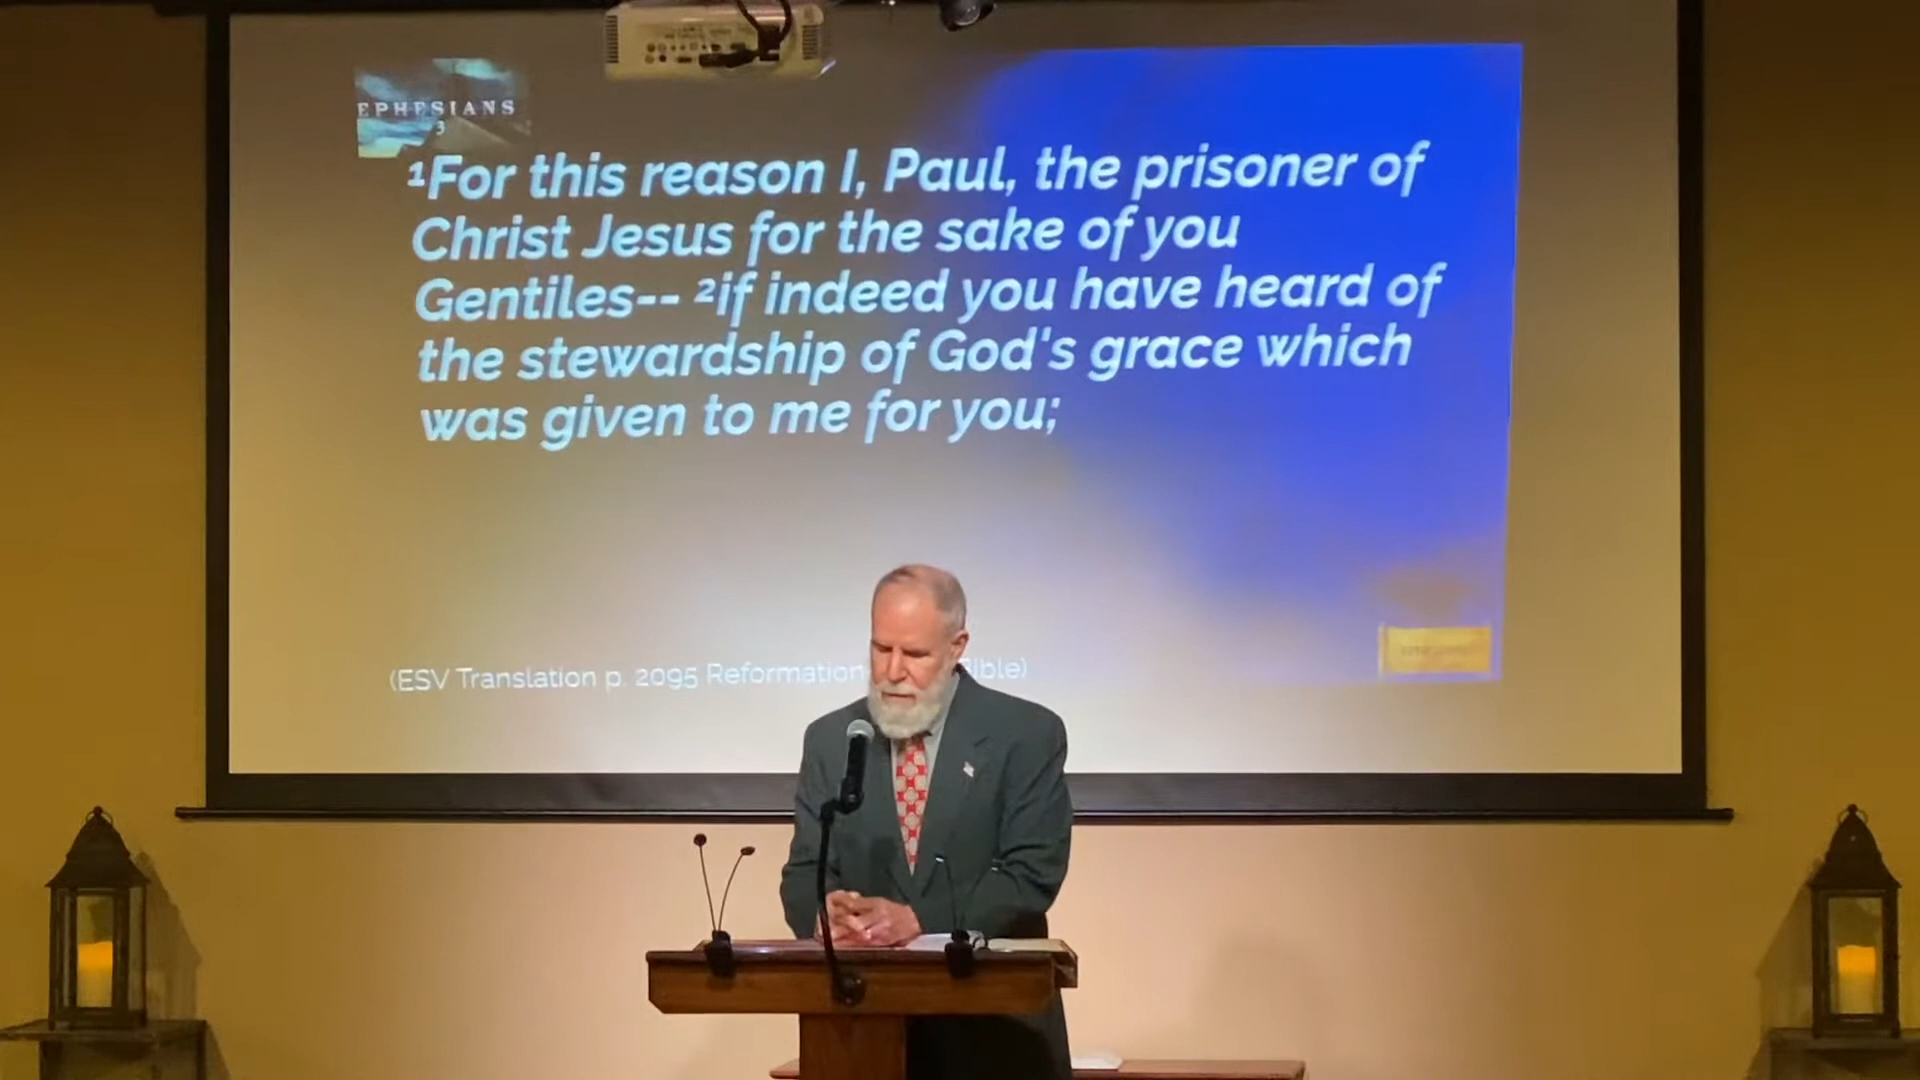 EPHESIANS
3
¹For this reason I, Paul, the prisoner of
Christ Jesus for the sake of you
Gentiles-- ²if indeed you have heard of
the stewardship of God's grace which
was given to me for you;
(ESV Translation p. 2095 Reformation Bible)